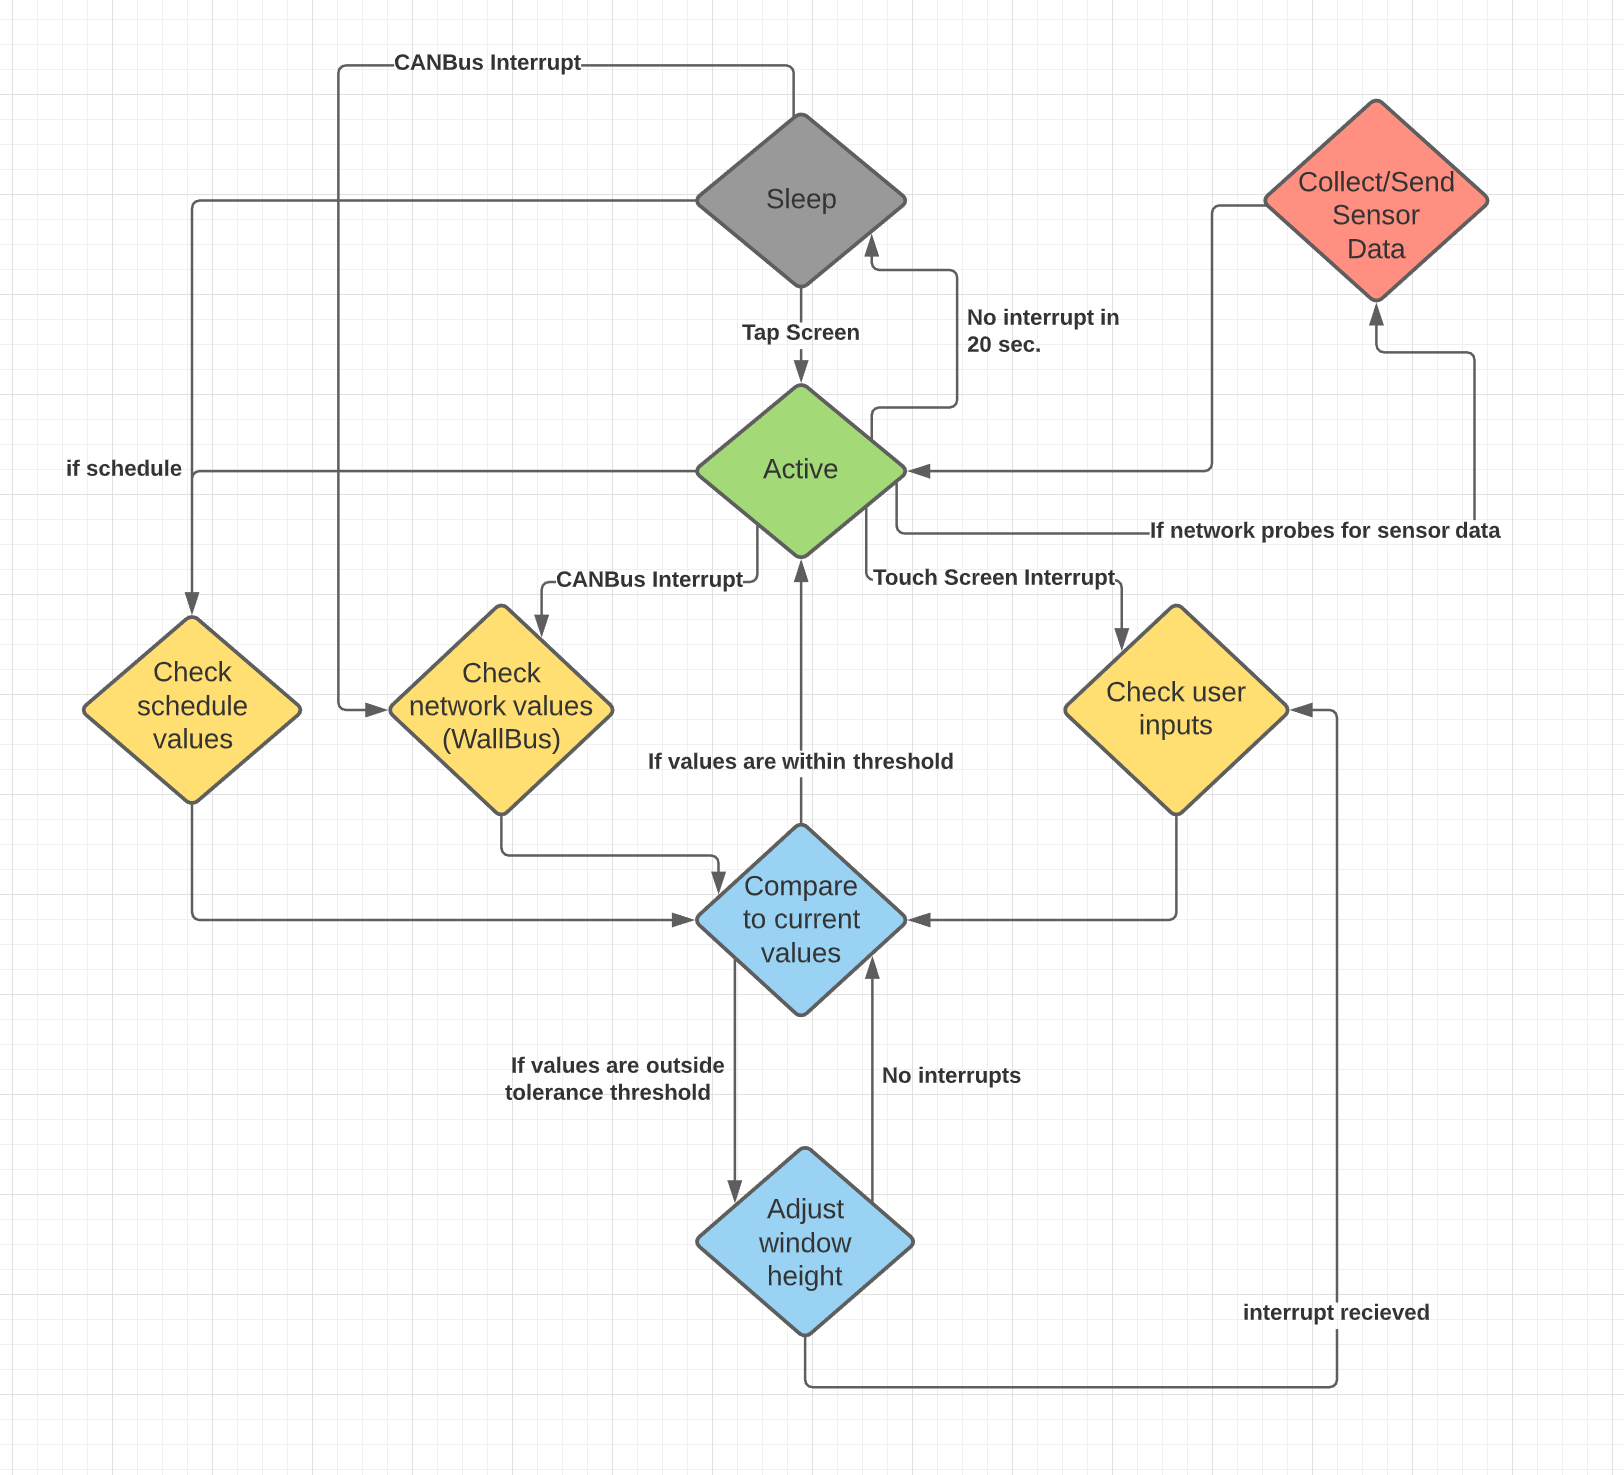 CANBus Interrupt
Sleep
Collect/Send
Sensor
Data
Tap Screen
No interrupt in
20 sec.
if schedule
Active
If network probes for sensor data
CANBus Interrupt
Touch Screen Interrupt
Check
schedule
values
Check
network values
(WallBus)
Check user
inputs
If values are within threshold
Compare
to current
values
If values are outside
tolerance threshold
No interrupts
Adjust
window
height
interrupt recieved